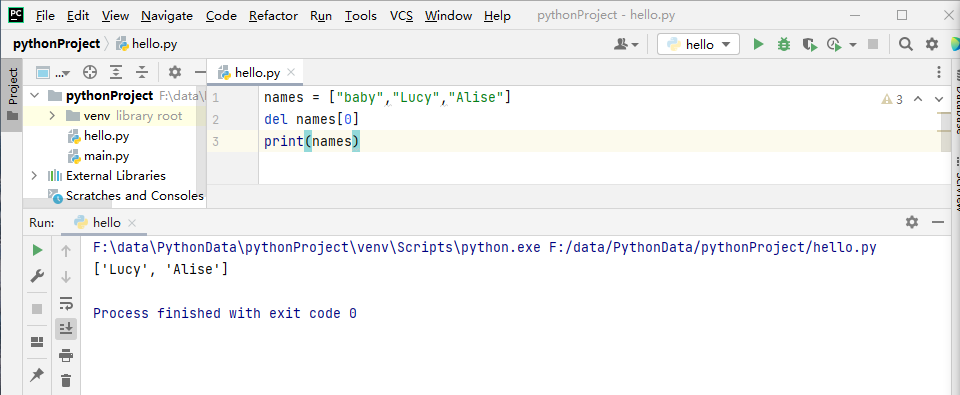 File Edit View Navigate Code Refactor Run Tools VCS Window Help pythonProject - hello.py
pythonProject hello.py hello
Project
...
hello.py
pythonProject F:\data\
venv library root
hello.py
main.py
External Libraries
Scratches and Consoles
1 names = ["baby","Lucy","Alise"]
2 del names[0]
3 print(names)
3
Database
Run: hello
F:\data\PythonData\pythonProject\venv\Scripts\python.exe F:/data/PythonData/pythonProject/hello.py
['Lucy', 'Alise']
Process finished with exit code 0